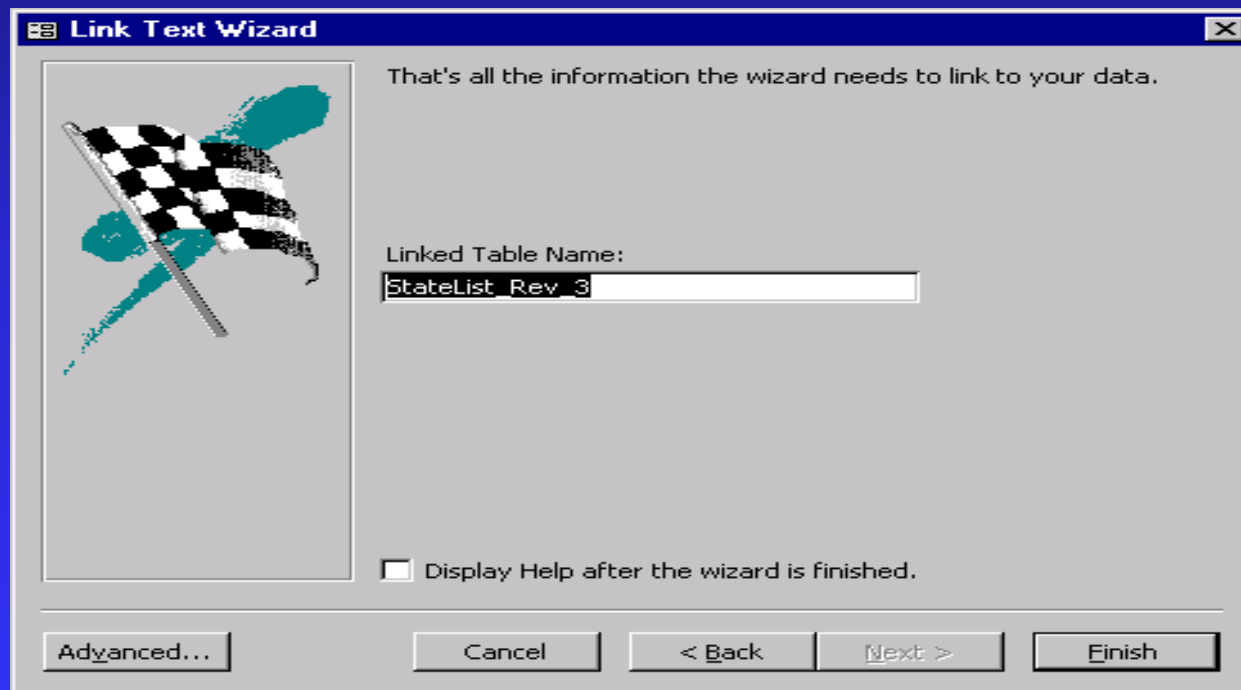 Link Text Wizard
That's all the information the wizard needs to link to your data.
Linked Table Name:
StateList_Rev_3
Display Help after the wizard is finished.
Advanced... Cancel < Back Next > Finish